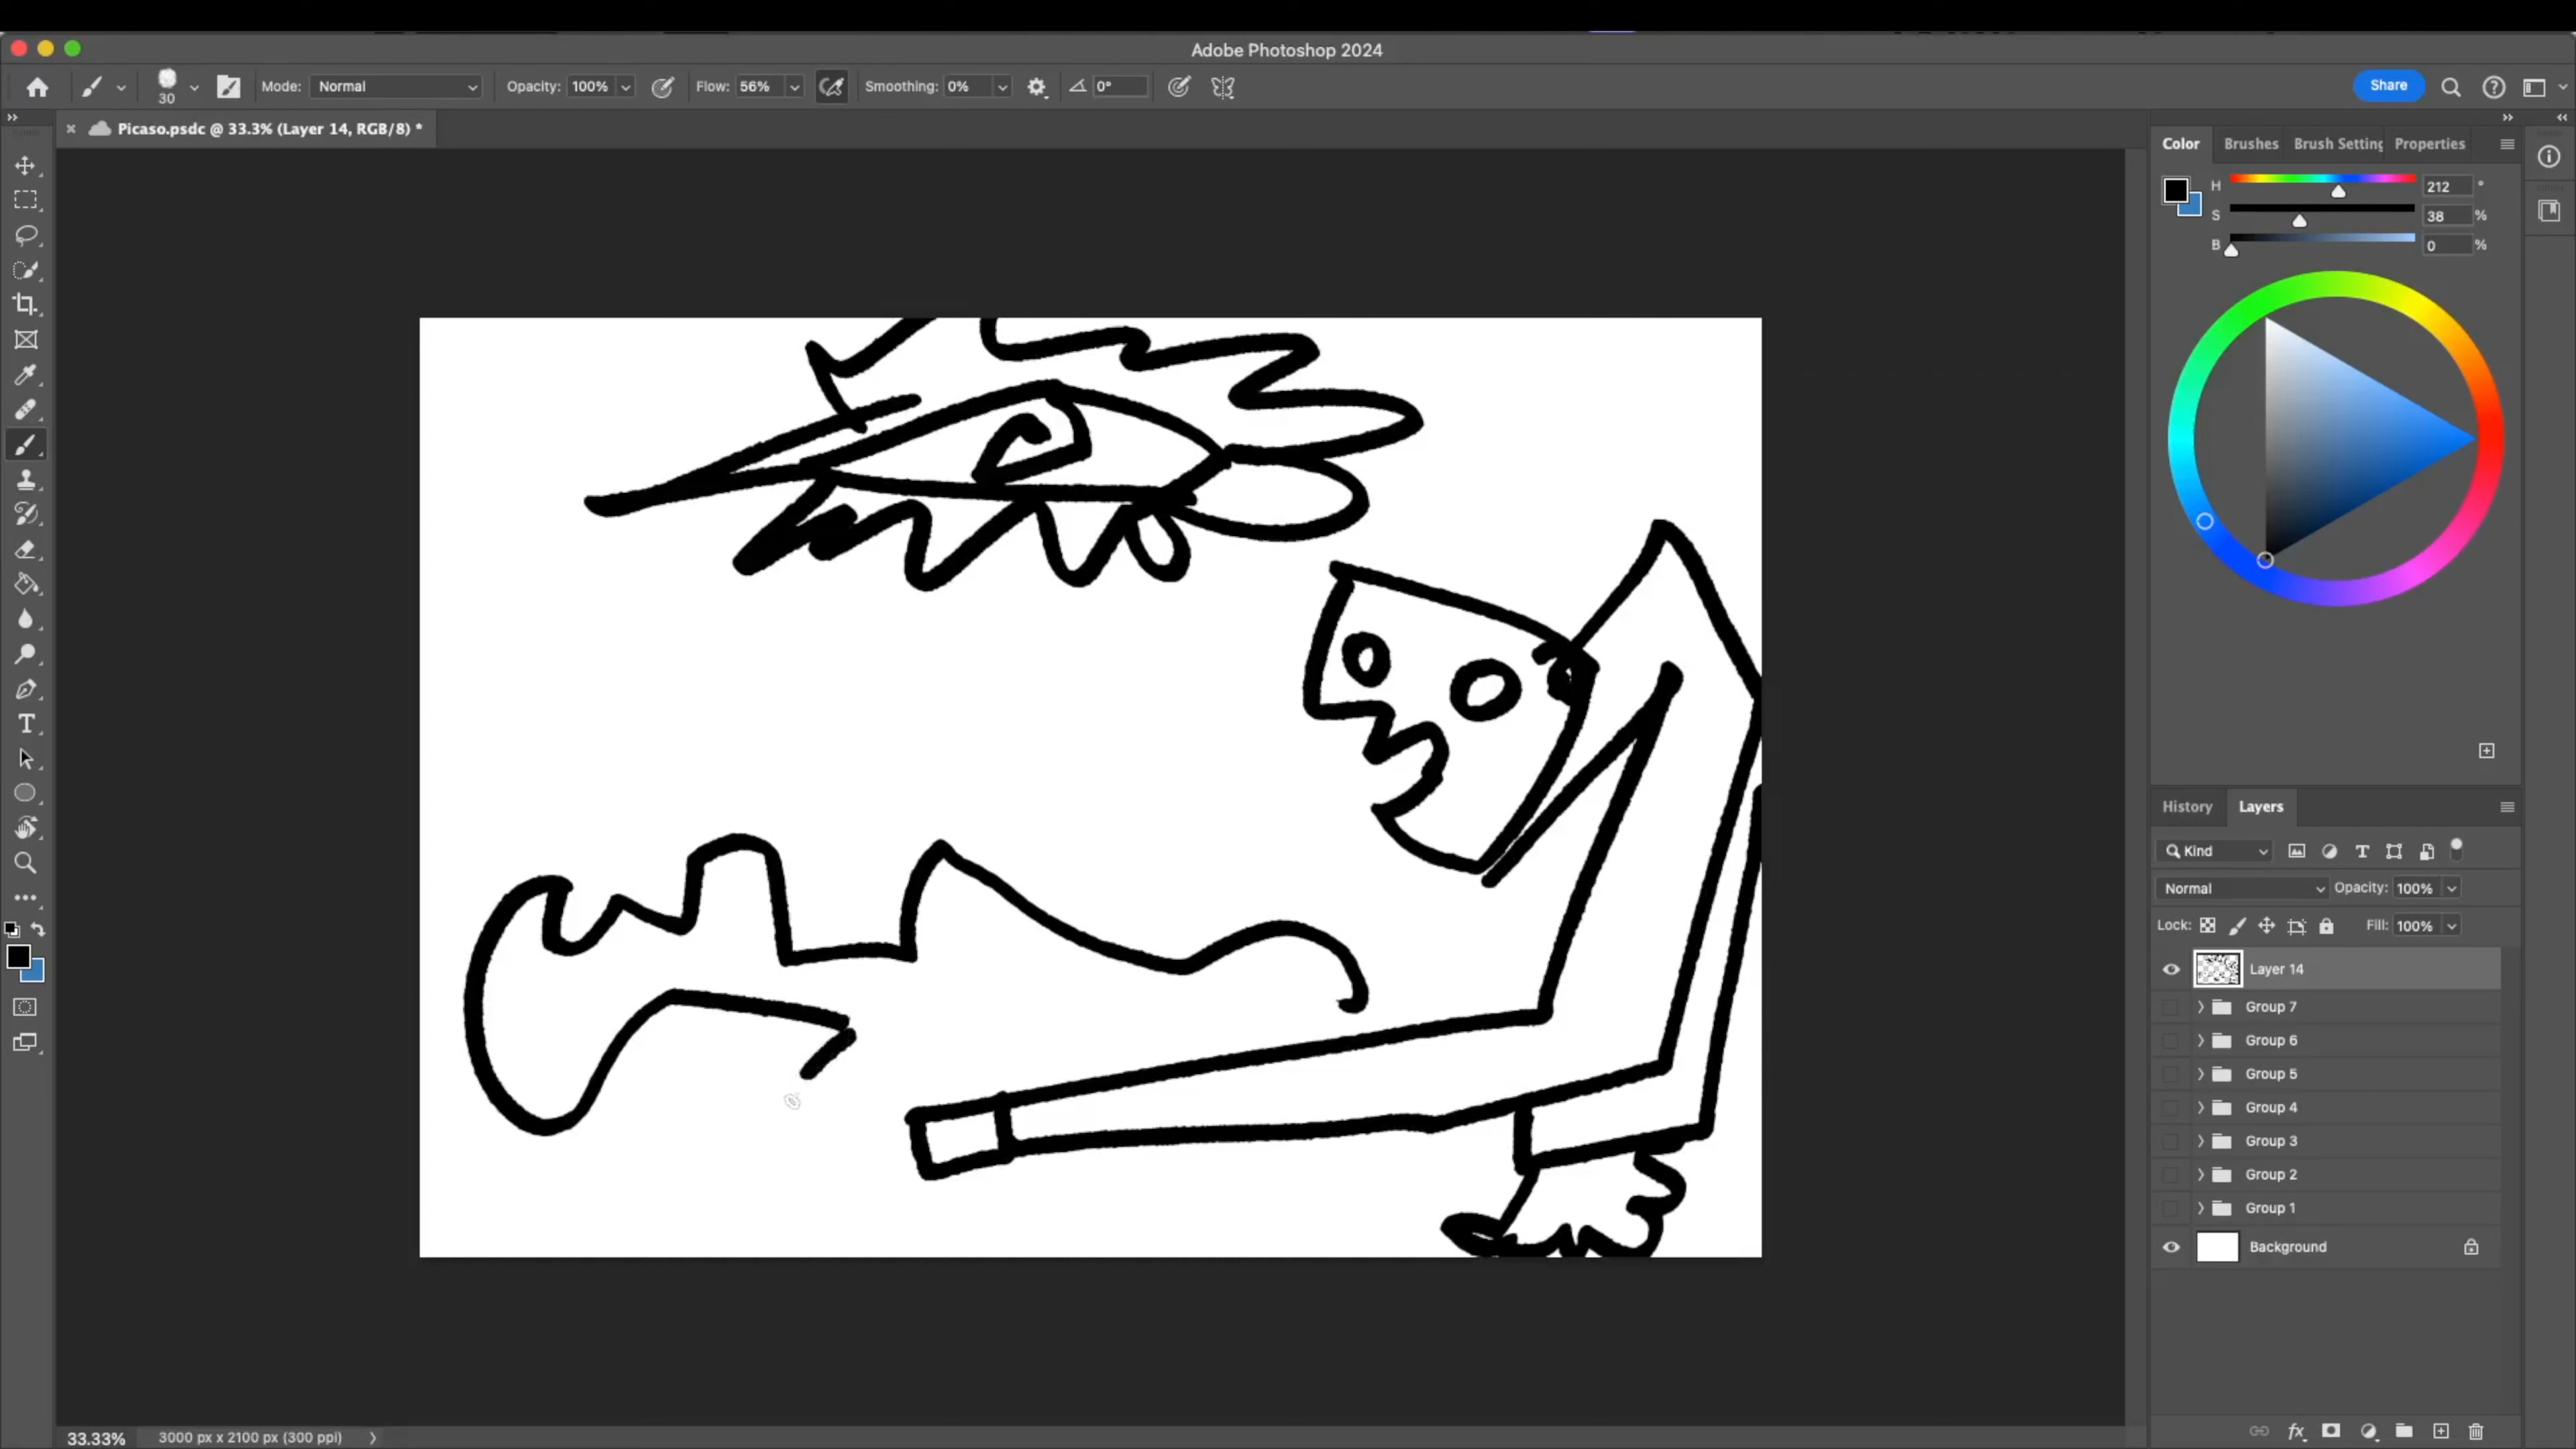 Adobe Photoshop 2024
30 Mode: Normal Opacity: 100% Flow: 56% Smoothing: 0% 0° Share
Picaso.psdc @ 33.3% (Layer 14, RGB/8) *
Color Brushes Brush Setting Properties
H 212 °
S 38 %
B 0 %
History Layers
Kind
Normal Opacity: 100%
Lock: Fill: 100%
Layer 14
Group 7
Group 6
Group 5
Group 4
Group 3
Group 2
Group 1
Background
33.33% 3000 px x 2100 px (300 ppi)